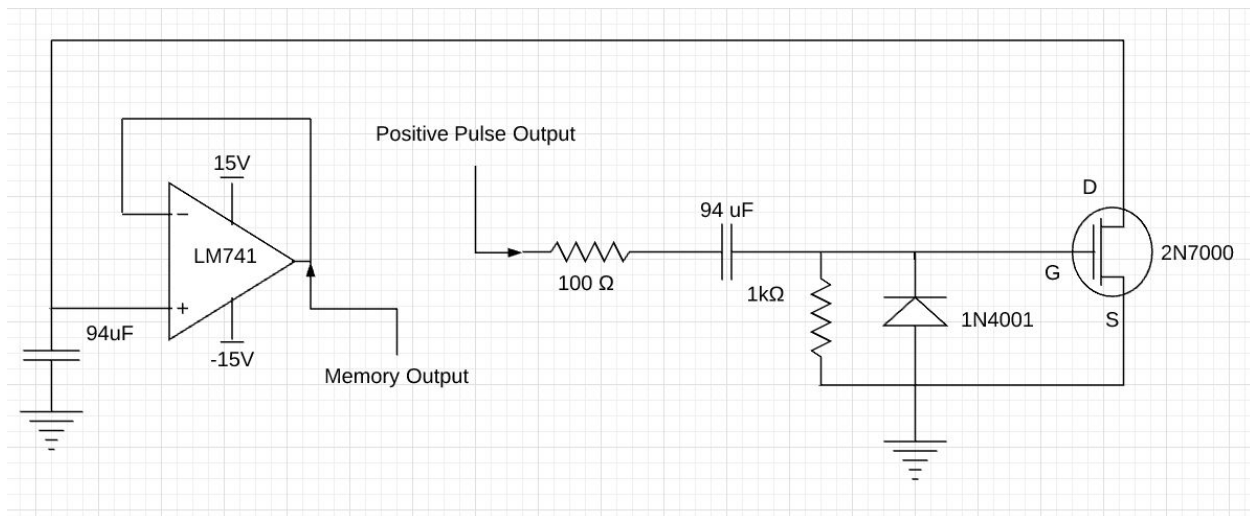 Positive Pulse Output
15V
−
LM741
+
-15V
94uF
Memory Output
100 Ω
94 uF
1kΩ
1N4001
D
G
S
2N7000